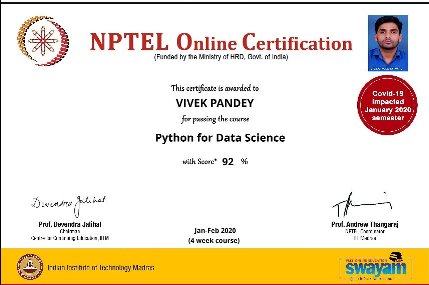 NPTEL Online Certification
(Funded by the Ministry of HRD, Govt. of India)
This certificate is awarded to
VIVEK PANDEY
for passing the course
Python for Data Science
with Score* 92 %
Covid-19
impacted
January 2020
semester
Devendra Jalihal
Prof. Devendra Jalihal
Chairman
Centre for Continuing Education, IITM
Jan-Feb 2020
(4 week course)
Prof. Andrew Thangaraj
NPTEL Coordinator
IIT Madras
Indian Institute of Technology Madras
swayam